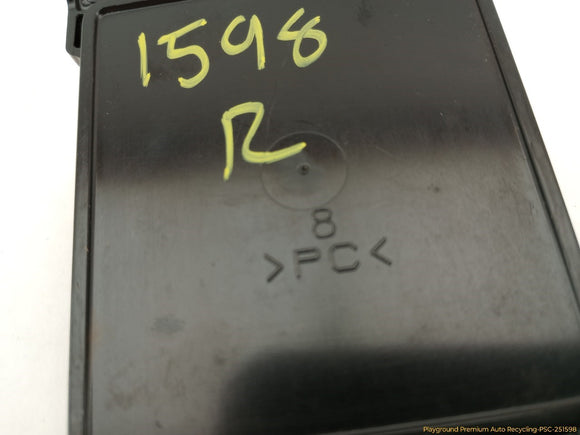 1598
R
8
>PC<
Playground Premium Auto Recycling-PSC-251598